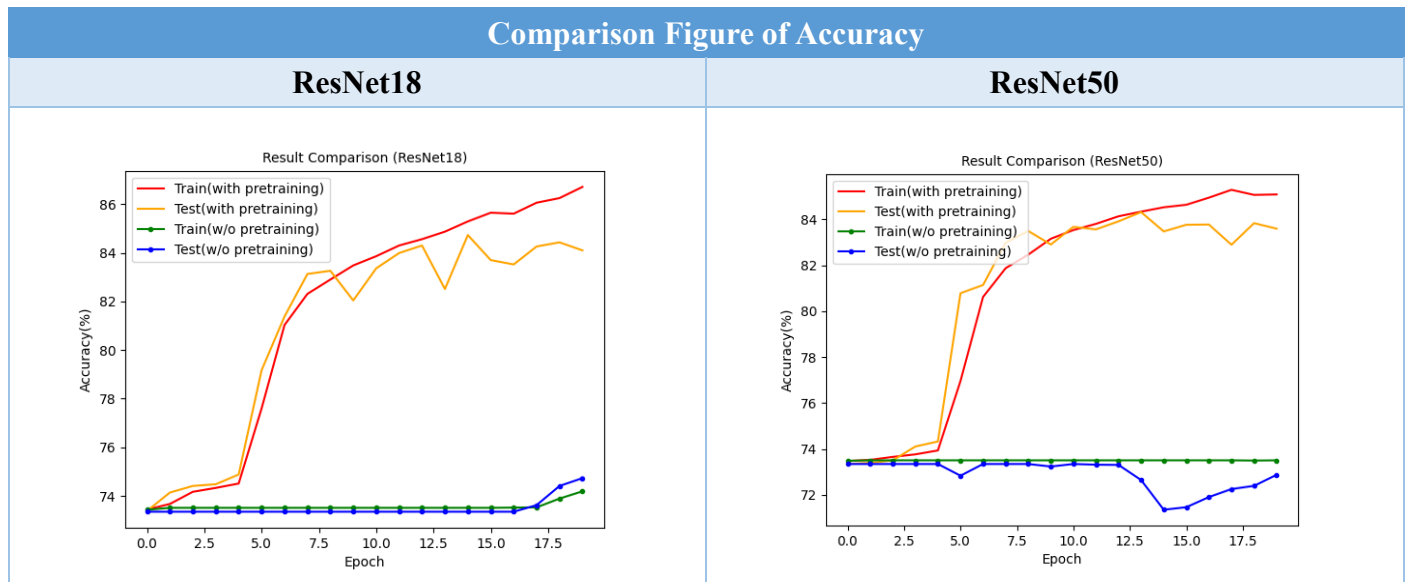 Comparison Figure of Accuracy
ResNet18
ResNet50
Result Comparison (ResNet18)
Train(with pretraining)
Test(with pretraining)
Train(w/o pretraining)
Test(w/o pretraining)
86
84
82
80
78
76
74
Accuracy(%)
0.0 2.5 5.0 7.5 10.0 12.5 15.0 17.5
Epoch
Result Comparison (ResNet50)
Train(with pretraining)
Test(with pretraining)
Train(w/o pretraining)
Test(w/o pretraining)
84
82
80
78
76
74
72
Accuracy(%)
0.0 2.5 5.0 7.5 10.0 12.5 15.0 17.5
Epoch